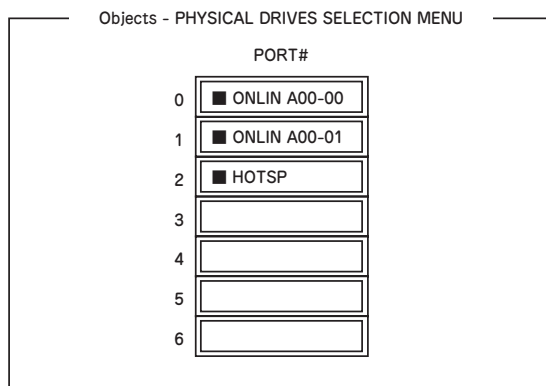 Objects - PHYSICAL DRIVES SELECTION MENU
PORT#
0 ■ ONLIN A00-00
1 ■ ONLIN A00-01
2 ■ HOTSP
3
4
5
6